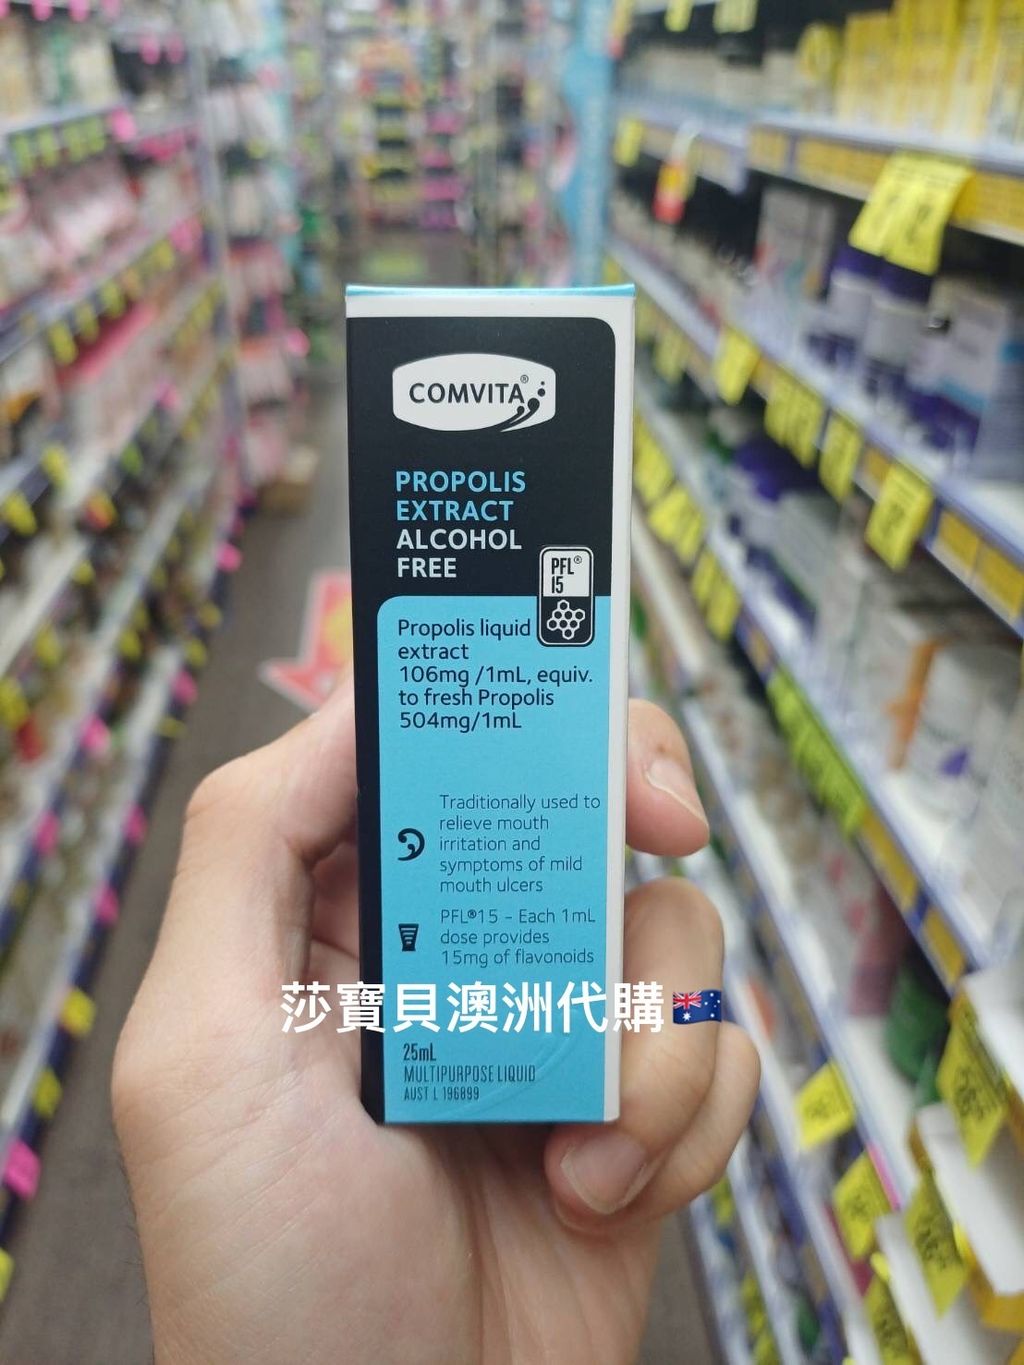 COMVITA®
PROPOLIS
EXTRACT
ALCOHOL
FREE
PFL®
15
Propolis liquid
extract
106mg /1mL, equiv.
to fresh Propolis
504mg/1mL
Traditionally used to
relieve mouth
irritation and
symptoms of mild
mouth ulcers
PFL®15 - Each 1mL
dose provides
15mg of flavonoids
莎寶貝澳洲代購🇦🇺
25mL
MULTIPURPOSE LIQUID
AUST L 196899